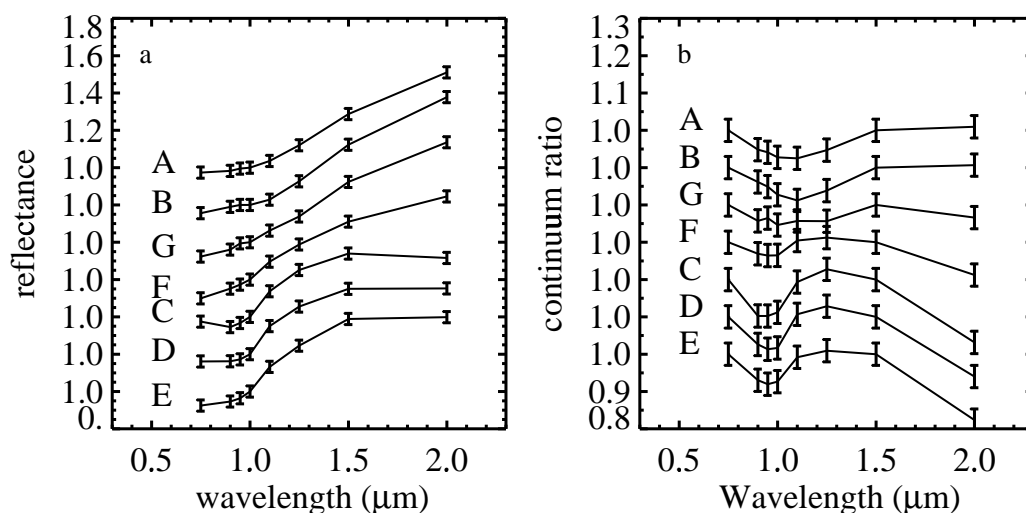 a
reflectance
1.8
1.6
1.4
1.2
1.0
1.0
1.0
1.0
1.0
1.0
1.0
0.
A
B
G
F
C
D
E
0.5 1.0 1.5 2.0
wavelength (μm)
b
continuum ratio
1.3
1.2
1.1
1.0
1.0
1.0
1.0
1.0
1.0
1.0
0.9
0.8
A
B
G
F
C
D
E
0.5 1.0 1.5 2.0
Wavelength (μm)